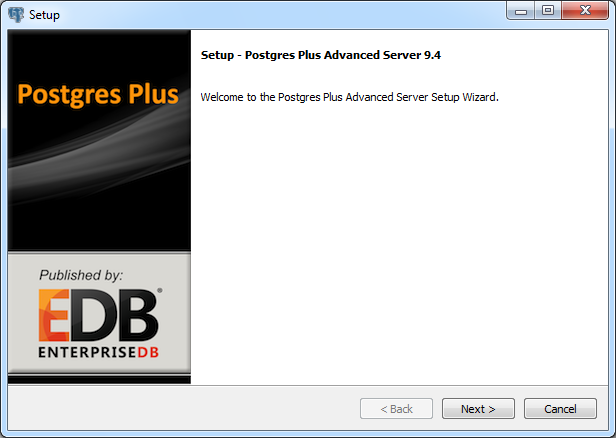 Setup
Postgres Plus
Setup - Postgres Plus Advanced Server 9.4
Welcome to the Postgres Plus Advanced Server Setup Wizard.
Published by:
EDB®
ENTERPRISEDB
< Back
Next >
Cancel